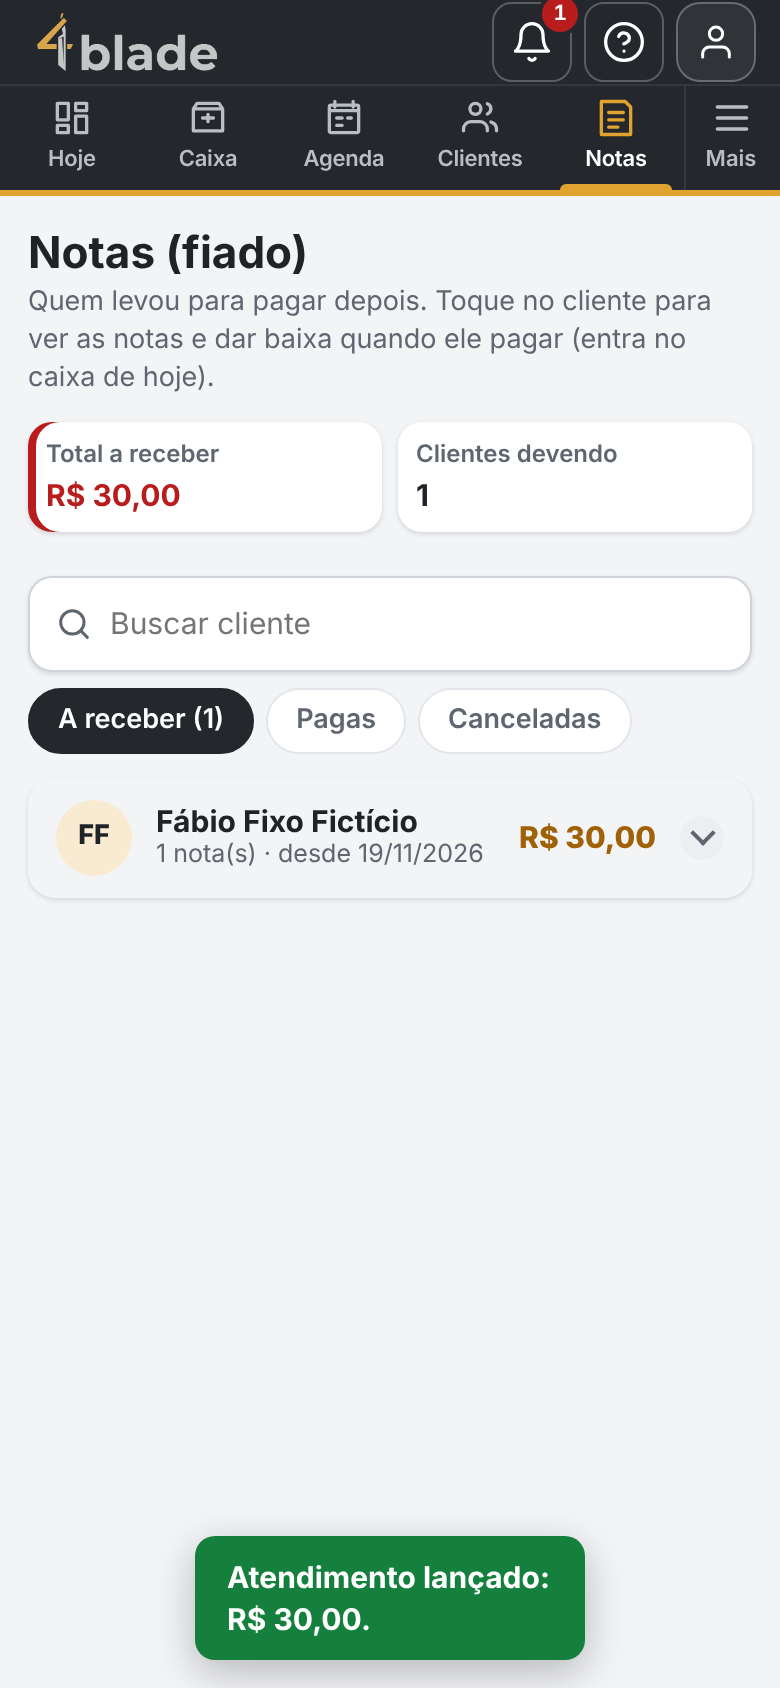 4blade
1
Hoje
Caixa
Agenda
Clientes
Notas
Mais
Notas (fiado)
Quem levou para pagar depois. Toque no cliente para
ver as notas e dar baixa quando ele pagar (entra no
caixa de hoje).
Total a receber
R$ 30,00
Clientes devendo
1
Buscar cliente
A receber (1)
Pagas
Canceladas
FF
Fábio Fixo Fictício
1 nota(s) · desde 19/11/2026
R$ 30,00
Atendimento lançado:
R$ 30,00.